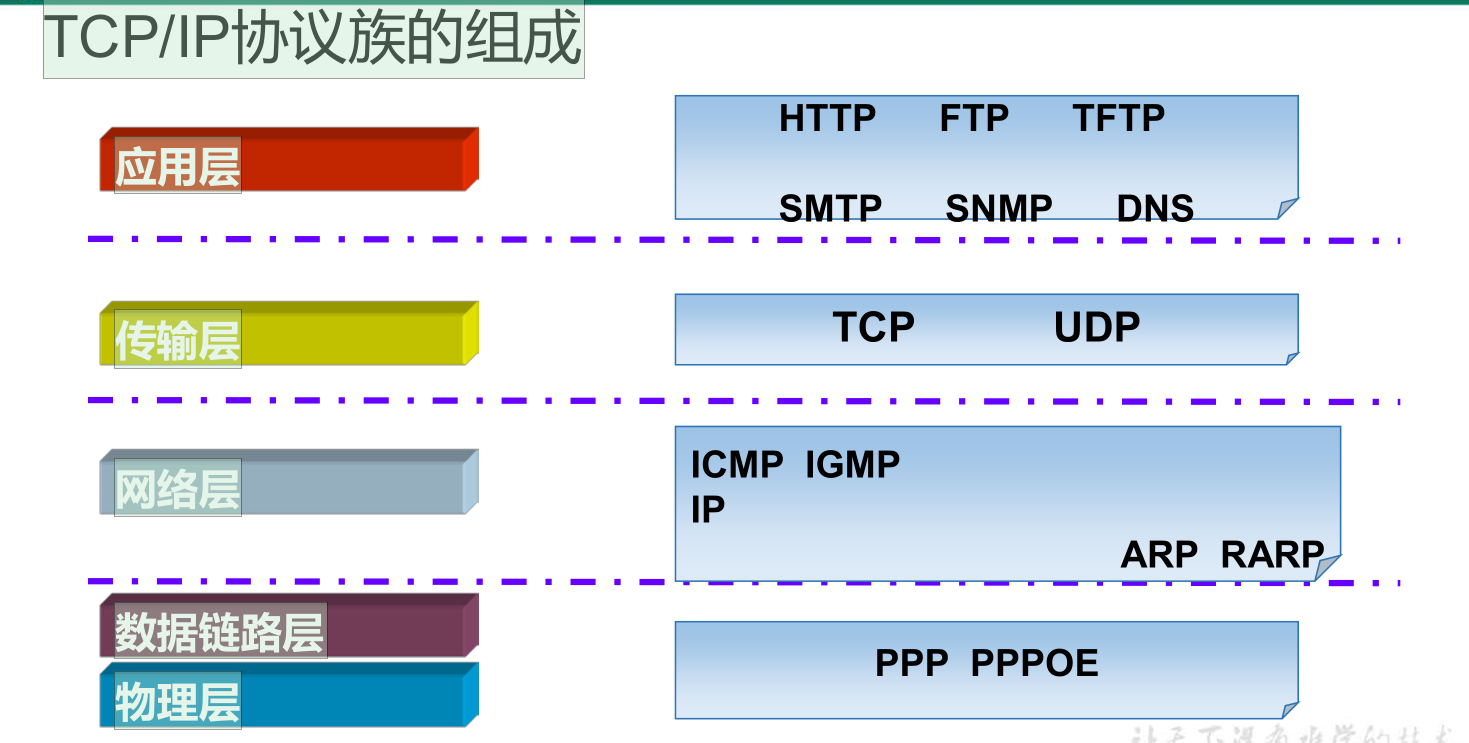 TCP/IP协议族的组成
应用层
HTTP FTP TFTP
SMTP SNMP DNS
传输层
TCP UDP
网络层
ICMP IGMP
IP
ARP RARP
数据链路层
物理层
PPP PPPOE